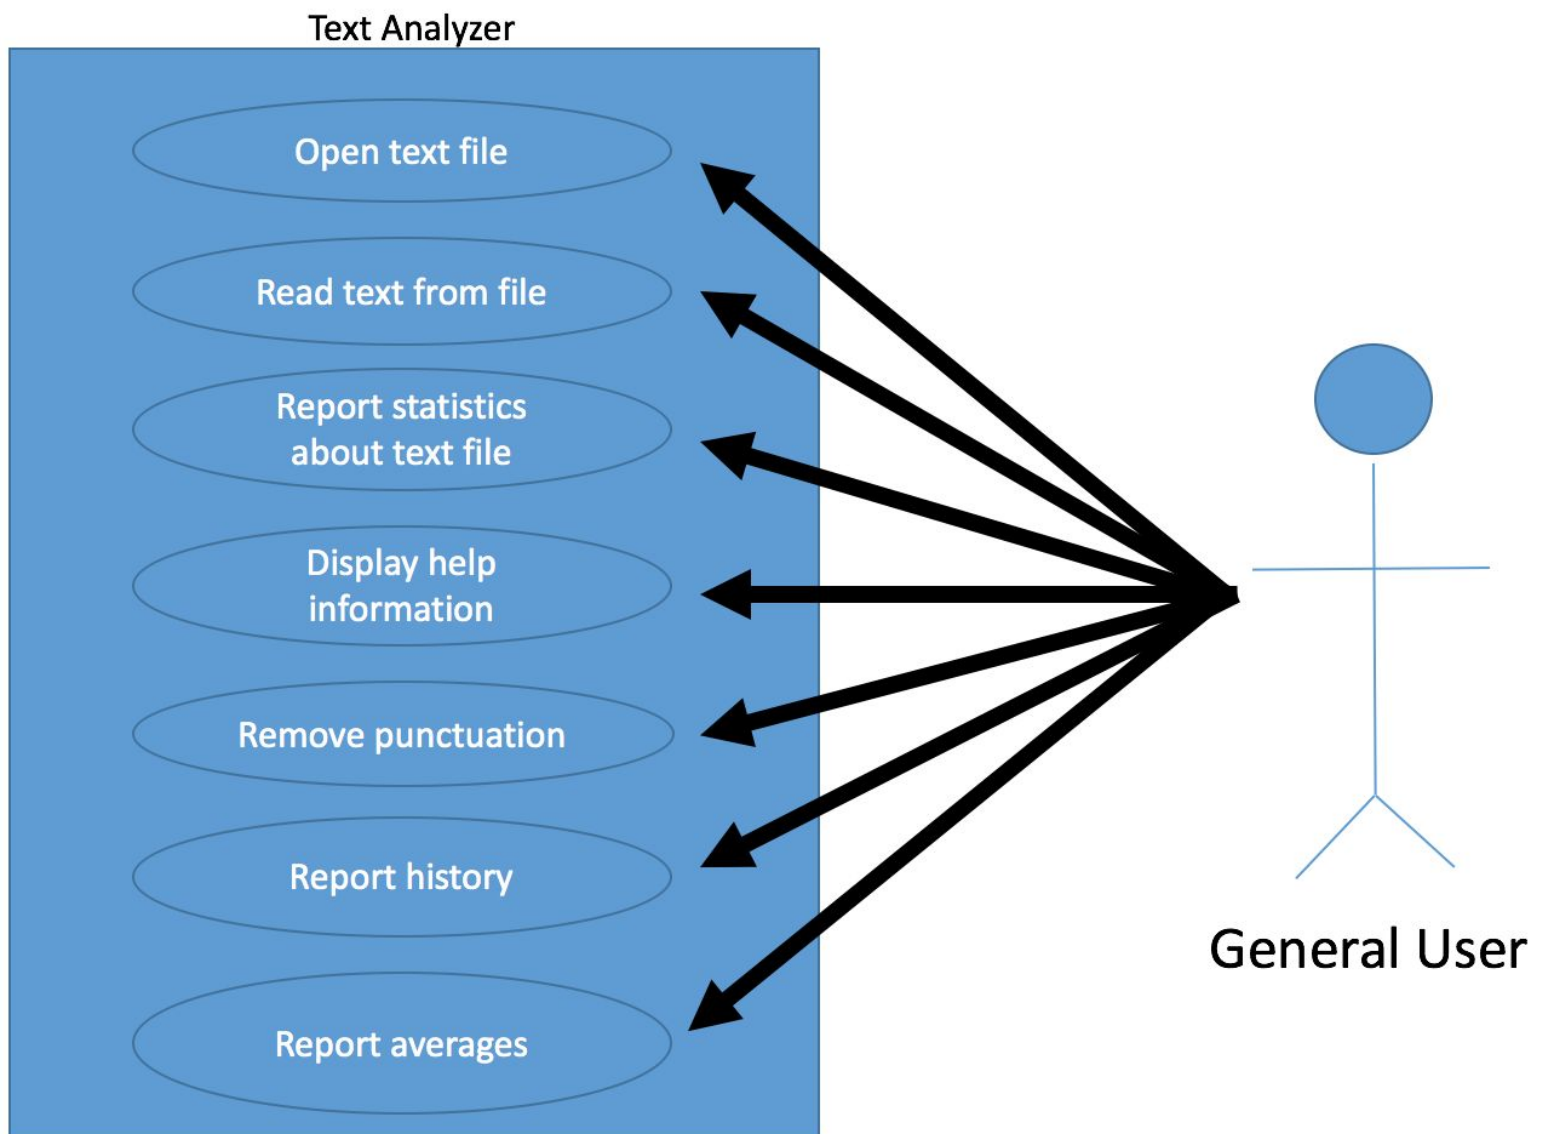 Text Analyzer
Open text file
Read text from file
Report statistics
about text file
Display help
information
Remove punctuation
Report history
Report averages
General User